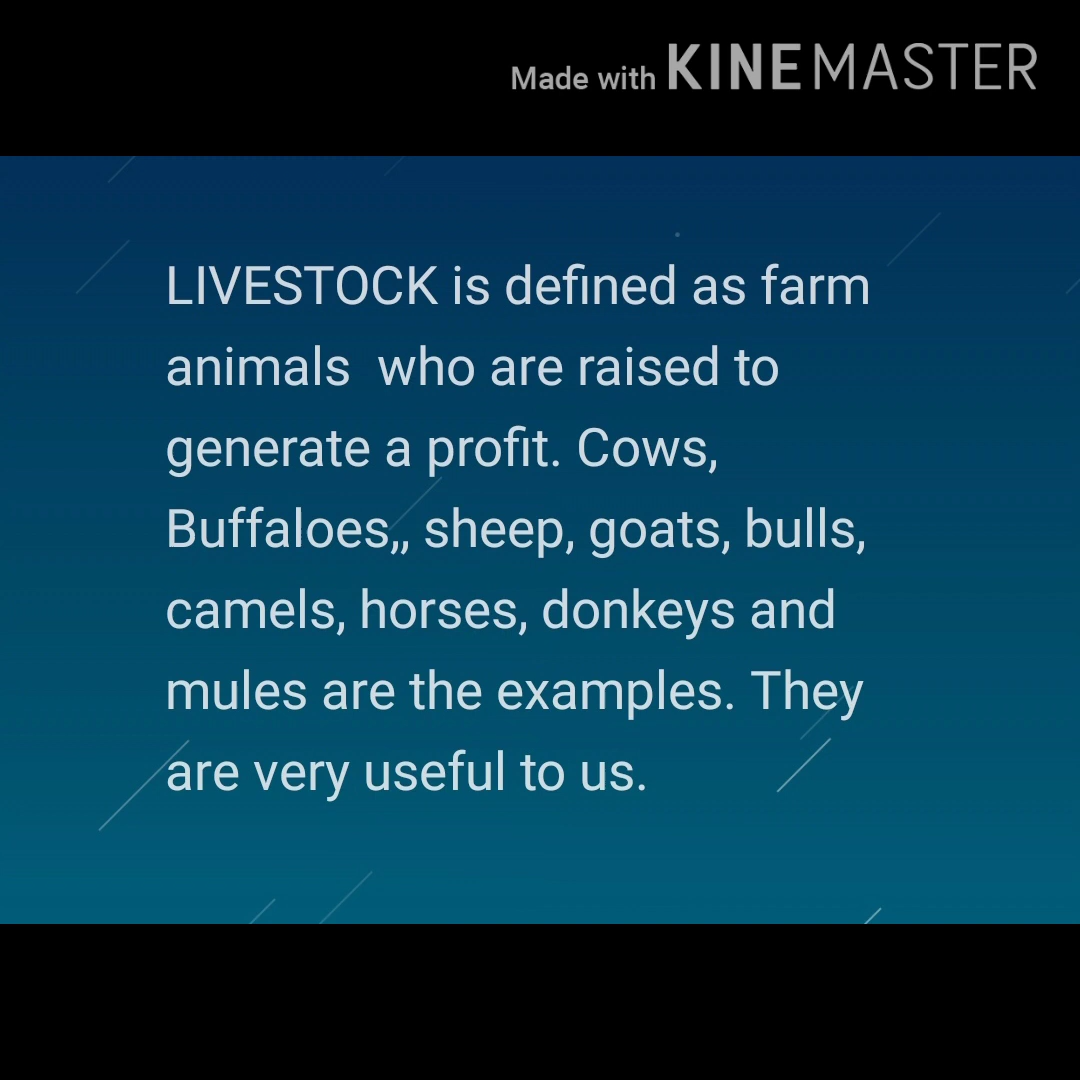 Made with KINEMASTER
LIVESTOCK is defined as farm
animals  who are raised to
generate a profit. Cows,
Buffaloes,, sheep, goats, bulls,
camels, horses, donkeys and
mules are the examples. They
are very useful to us.